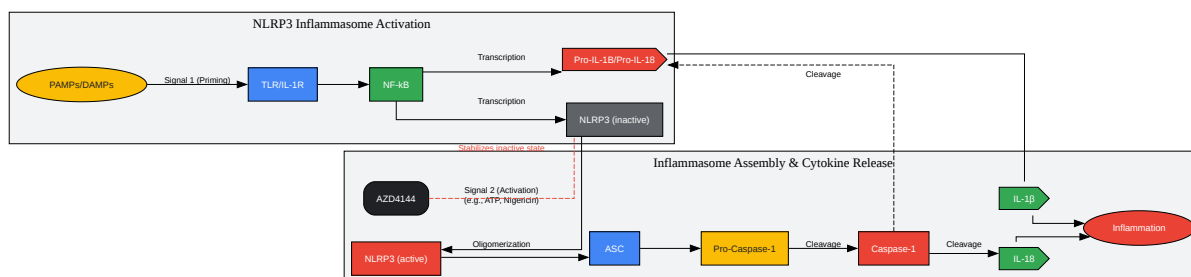 NLRP3 Inflammasome Activation
Transcription
Pro-IL-1B/Pro-IL-18
Cleavage
PAMPs/DAMPs
Signal 1 (Priming)
TLR/IL-1R
NF-kB
Transcription
NLRP3 (inactive)
Stabilizes inactive state
Inflammasome Assembly & Cytokine Release
AZD4144
Signal 2 (Activation)
(e.g., ATP, Nigericin)
IL-1β
Inflammation
NLRP3 (active)
Oligomerization
ASC
Pro-Caspase-1
Cleavage
Caspase-1
Cleavage
IL-18